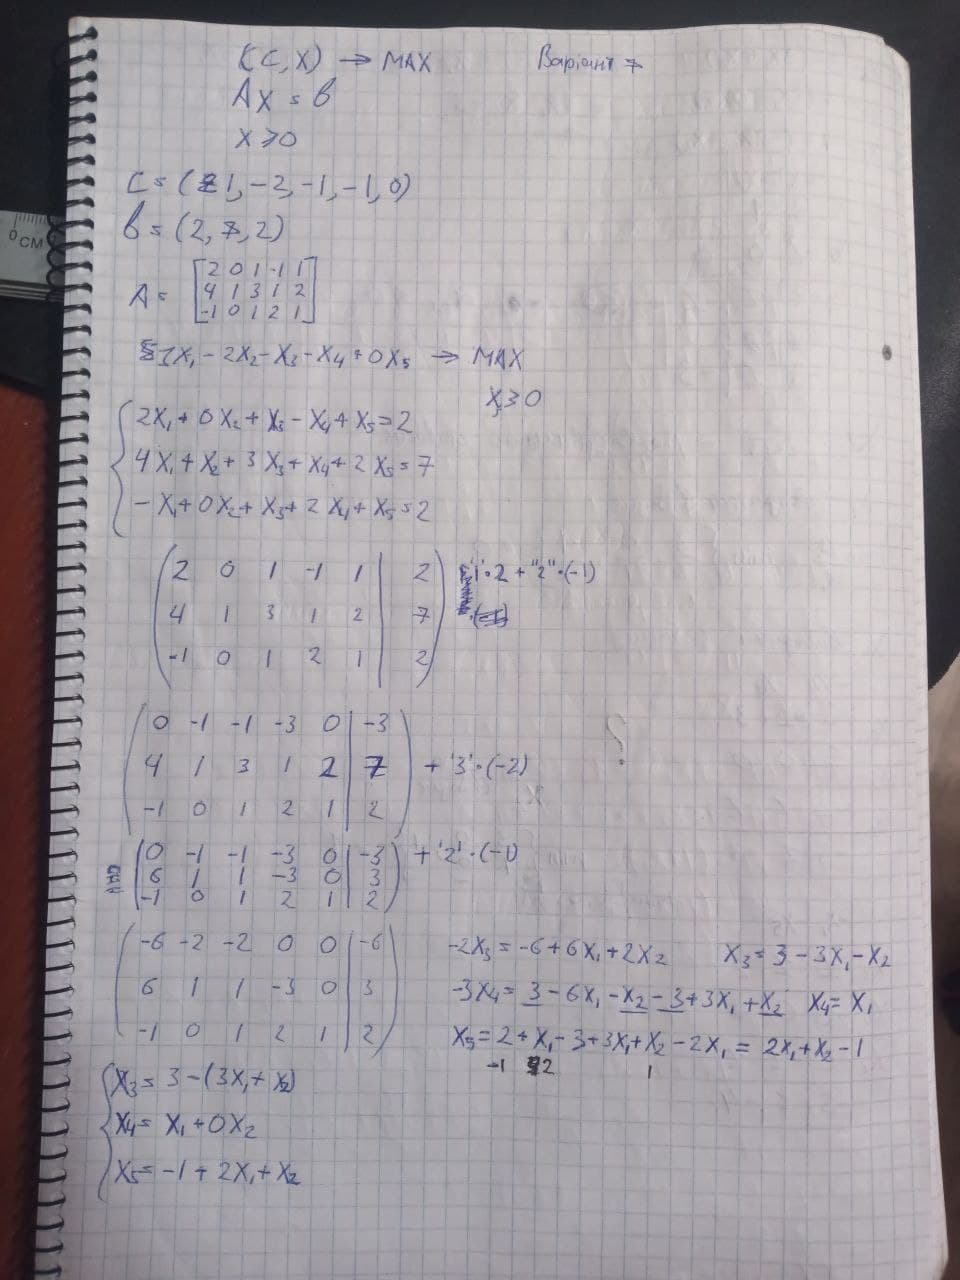 (C, X) → MAX Варіант 7
AX = b
X ≥ 0
C = (1, -2, -1, -1, 0)
b = (2, 7, 2)
A = [2 0 1 -1 1
4 1 3 1 2
-1 0 1 2 1]
1X₁ - 2X₂ - X₃ - X₄ + 0X₅ → MAX
Xⱼ ≥ 0
{ 2X₁ + 0X₂ + X₃ - X₄ + X₅ = 2
4X₁ + X₂ + 3X₃ + X₄ + 2X₅ = 7
-X₁ + 0X₂ + X₃ + 2X₄ + X₅ = 2
( 2 0 1 -1 1 | 2 ) "1"·2 + "2"·(-1)
4 1 3 1 2 | 7
-1 0 1 2 1 | 2
( 0 -1 -1 -3 0 | -3 )
4 1 3 1 2 | 7 + '3'·(-2)
-1 0 1 2 1 | 2
( 0 -1 -1 -3 0 | -3 ) + '2'·(-1)
6 1 1 -3 0 | 3
-1 0 1 2 1 | 2
( -6 -2 -2 0 0 | -6 ) -2X₃ = -6 + 6X₁ + 2X₂ X₃ = 3 - 3X₁ - X₂
6 1 1 -3 0 | 3 -3X₄ = 3 - 6X₁ - X₂ - 3 + 3X₁ + X₂ X₄ = X₁
-1 0 1 2 1 | 2 X₅ = 2 + X₁ - 3 + 3X₁ + X₂ - 2X₁ = 2X₁ + X₂ - 1
-1 2 1
{ X₃ = 3 - (3X₁ + X₂)
X₄ = X₁ + 0X₂
X₅ = -1 + 2X₁ + X₂
0 CM